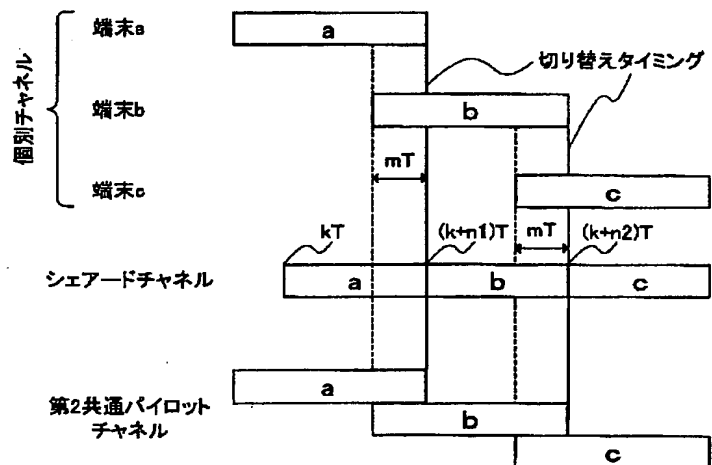 端末a
a
切り替えタイミング
個別チャネル
端末b
b
mT
端末c
c
kT
(k+n1)T
mT
(k+n2)T
シェアードチャネル
a
b
c
a
第2共通パイロット
チャネル
b
c